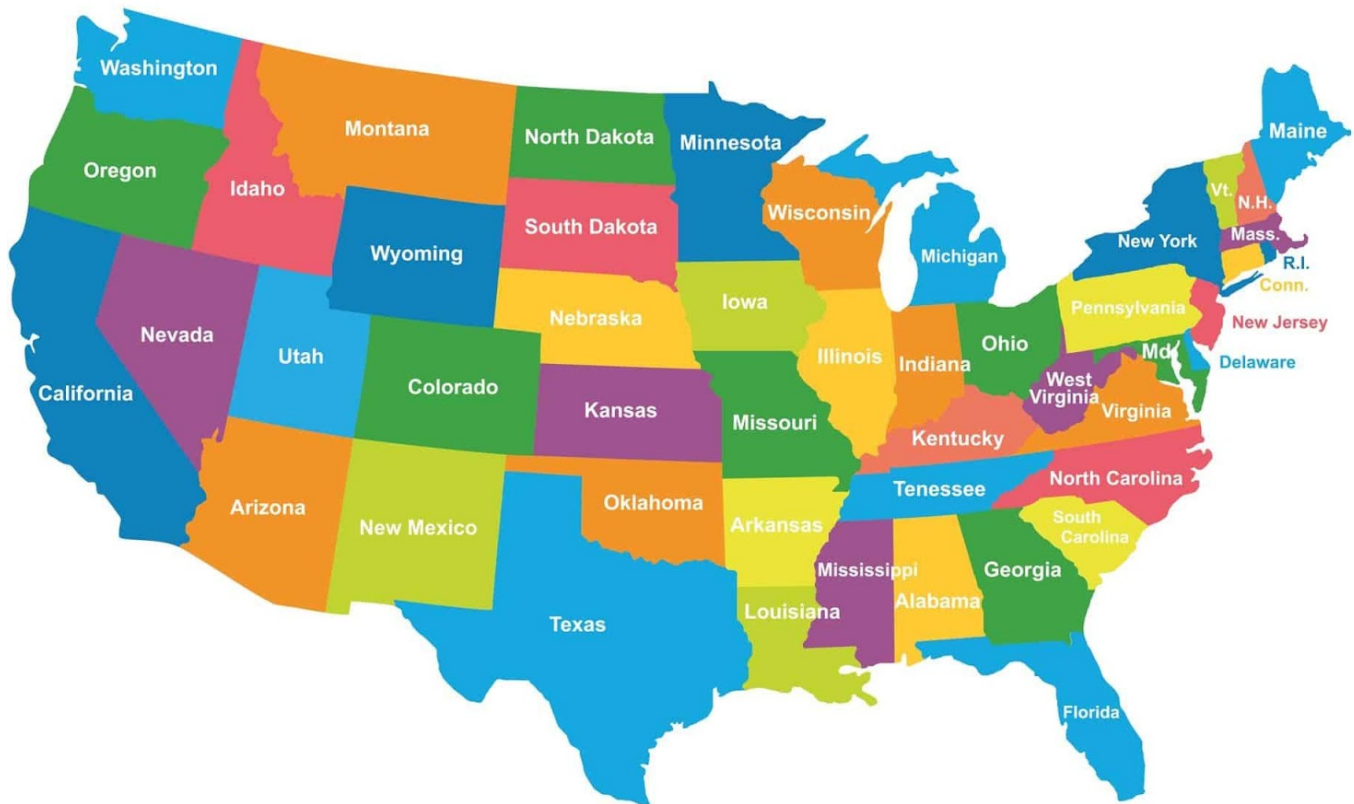 Washington
Montana
North Dakota
Minnesota
Maine
Oregon
Idaho
Vt.
N.H.
South Dakota
Wisconsin
Wyoming
Michigan
New York
Mass.
R.I.
Conn.
Iowa
Nebraska
Pennsylvania
New Jersey
Nevada
Utah
Illinois
Indiana
Ohio
Md
Delaware
California
Colorado
Kansas
Missouri
West
Virginia
Virginia
Kentucky
Arizona
New Mexico
Oklahoma
Arkansas
Tenessee
North Carolina
South
Carolina
Mississippi
Alabama
Georgia
Texas
Louisiana
Florida